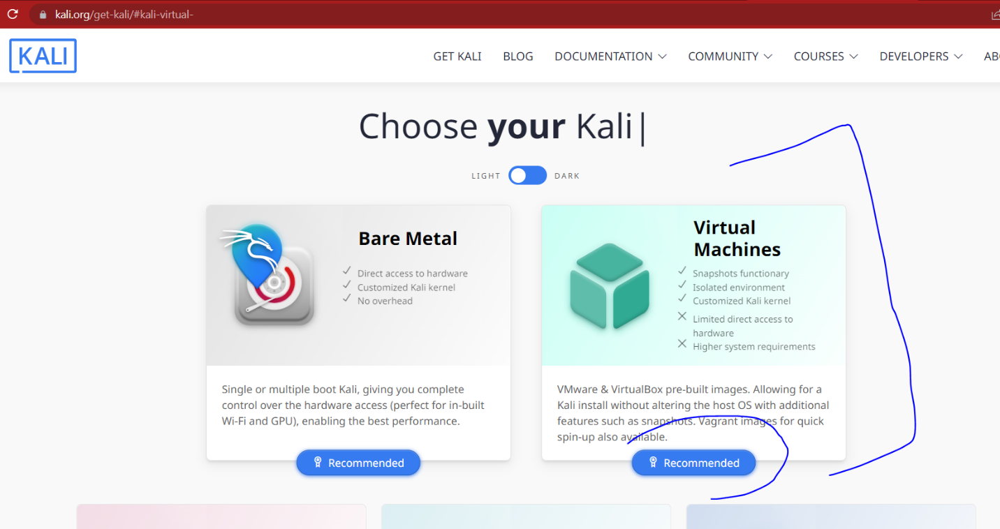 kali.org/get-kali/#kali-virtual-
KALI
GET KALI BLOG DOCUMENTATION COMMUNITY COURSES DEVELOPERS
Choose your Kali|
LIGHT DARK
Bare Metal
Direct access to hardware
Customized Kali kernel
No overhead
Single or multiple boot Kali, giving you complete
control over the hardware access (perfect for in-built
Wi-Fi and GPU), enabling the best performance.
Recommended
Virtual
Machines
Snapshots functionary
Isolated environment
Customized Kali kernel
Limited direct access to
hardware
Higher system requirements
VMware & VirtualBox pre-built images. Allowing for a
Kali install without altering the host OS with additional
features such as snapshots. Vagrant images for quick
spin-up also available.
Recommended